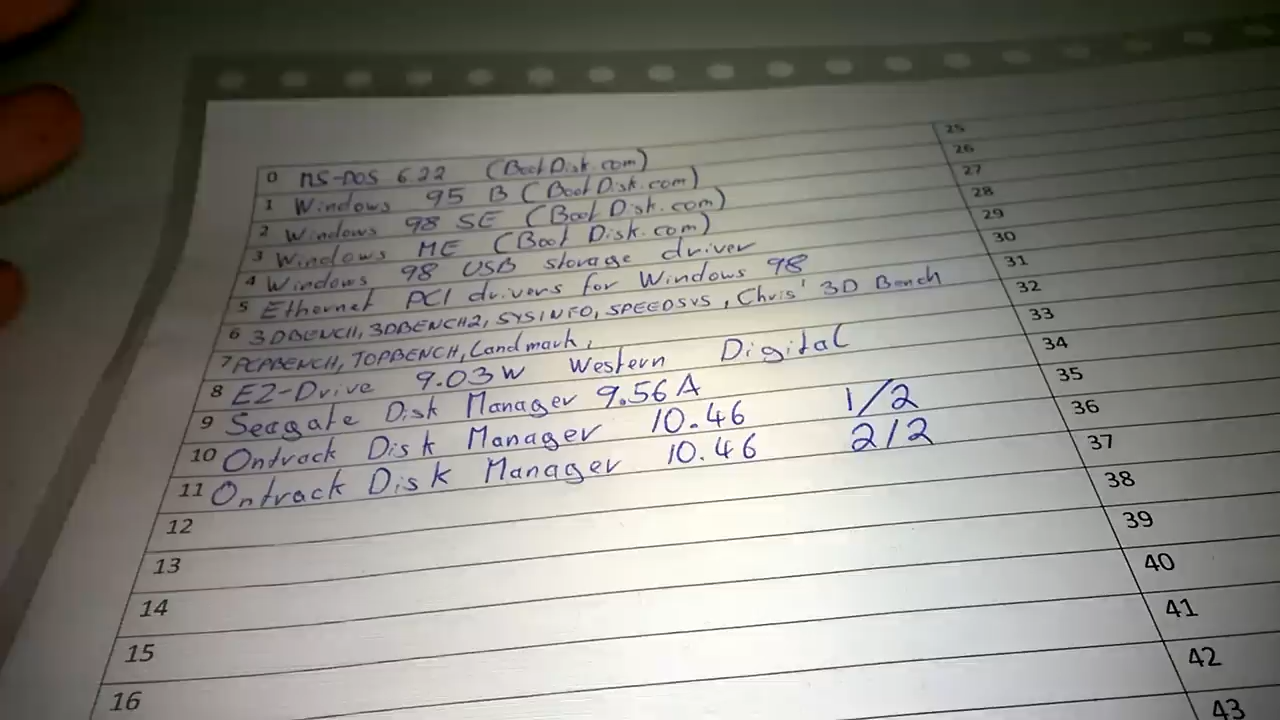 0 MS-DOS 6.22 (BootDisk.com)
1 Windows 95 B (BootDisk.com)
2 Windows 98 SE (Boot Disk.com)
3 Windows ME (Boot Disk.com)
4 Windows 98 USB storage driver
5 Ethernet PCI drivers for Windows 98
6 3DBENCH, 3DBENCH2, SYSINFO, SPEEDSYS, Chris' 3D Bench
7 PCPBENCH, TOPBENCH, Landmark,
8 EZ-Drive 9.03W Western Digital
9 Seagate Disk Manager 9.56A
10 Ontrack Disk Manager 10.46 1/2
11 Ontrack Disk Manager 10.46 2/2
12
13
14
15
16
25
26
27
28
29
30
31
32
33
34
35
36
37
38
39
40
41
42
43